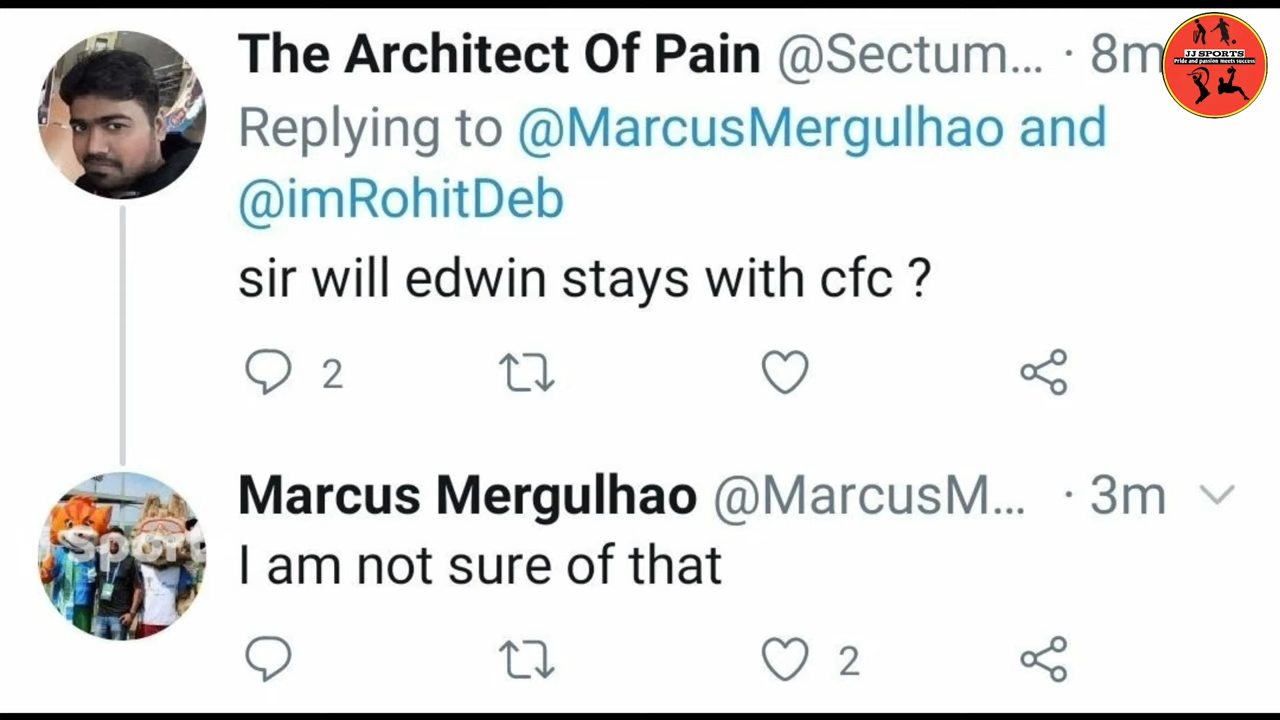 The Architect Of Pain @Sectum... · 8m
JJ SPORTS
Pride and passion meets success
Replying to @MarcusMergulhao and
@imRohitDeb
sir will edwin stays with cfc ?
2
Marcus Mergulhao @MarcusM... · 3m
Sport
I am not sure of that
2